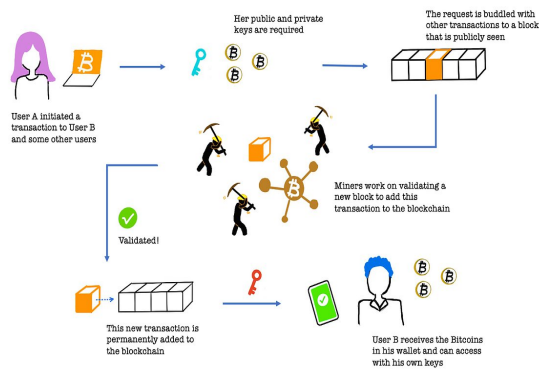 Her public and private
keys are required
The request is buddled with
other transactions to a block
that is publicly seen
User A initiated a
transaction to User B
and some other users
Miners work on validating a
new block to add this
transaction to the blockchain
Validated!
This new transaction is
permanently added to
the blockchain
User B receives the Bitcoins
in his wallet and can access
with his own keys